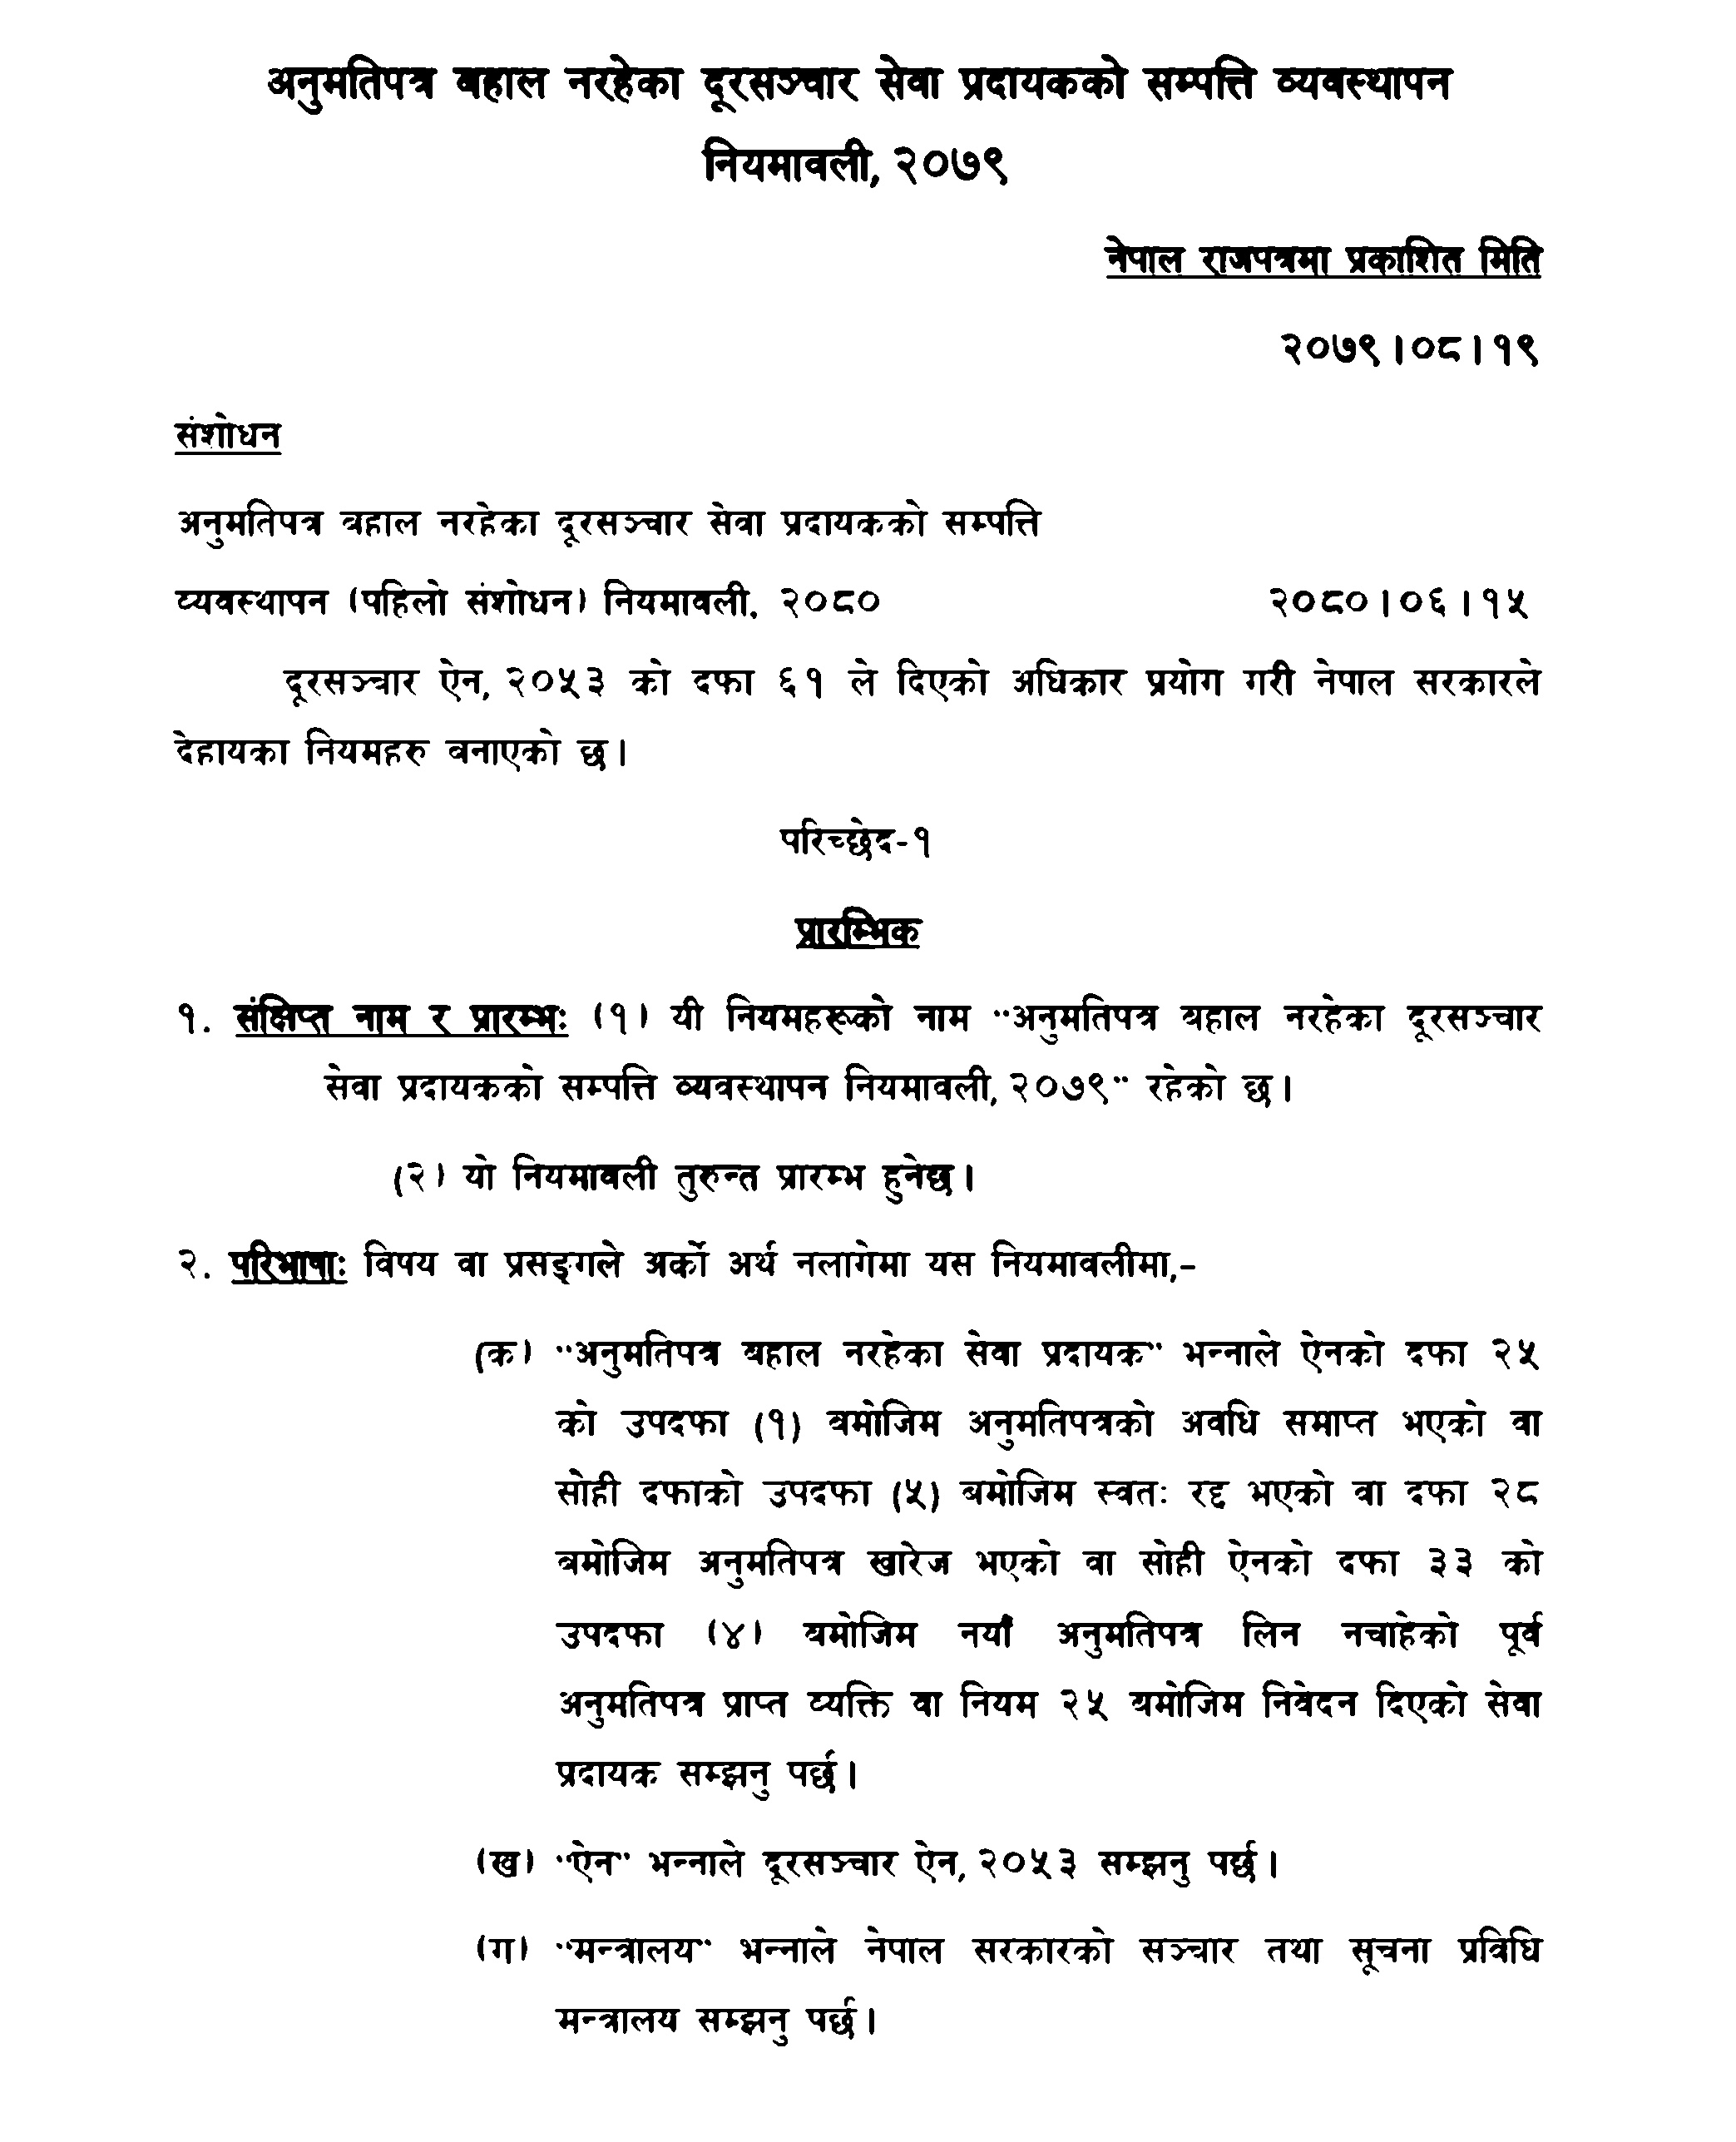 अनुमतिपत्र बहाल नरहेका दूरसञ्चार सेवा प्रदायकको सम्पत्ति व्यवस्थापन
नियमावली, २०७९
नेपाल राजपत्रमा प्रकाशित मिति
२०७९।०८।१९
संशोधन
अनुमतिपत्र बहाल नरहेका दूरसञ्चार सेवा प्रदायकको सम्पत्ति
व्यवस्थापन (पहिलो संशोधन) नियमावली, २०८० २०८०।०६।१५
दूरसञ्चार ऐन, २०५३ को दफा ६१ ले दिएको अधिकार प्रयोग गरी नेपाल सरकारले
देहायका नियमहरु बनाएको छ।
परिच्छेद-१
प्रारम्भिक
१. संक्षिप्त नाम र प्रारम्भः (१) यी नियमहरूको नाम "अनुमतिपत्र बहाल नरहेका दूरसञ्चार
सेवा प्रदायकको सम्पत्ति व्यवस्थापन नियमावली, २०७९" रहेको छ।
(२) यो नियमावली तुरुन्त प्रारम्भ हुनेछ।
२. परिभाषाः विषय वा प्रसङ्गले अर्को अर्थ नलागेमा यस नियमावलीमा,-
(क) "अनुमतिपत्र बहाल नरहेका सेवा प्रदायक" भन्नाले ऐनको दफा २५
को उपदफा (१) बमोजिम अनुमतिपत्रको अवधि समाप्त भएको वा
सोही दफाको उपदफा (५) बमोजिम स्वतः रद्द भएको वा दफा २८
बमोजिम अनुमतिपत्र खारेज भएको वा सोही ऐनको दफा ३३ को
उपदफा (४) बमोजिम नयाँ अनुमतिपत्र लिन नचाहेको पूर्व
अनुमतिपत्र प्राप्त व्यक्ति वा नियम २५ बमोजिम निवेदन दिएको सेवा
प्रदायक सम्झनु पर्छ।
(ख) "ऐन" भन्नाले दूरसञ्चार ऐन, २०५३ सम्झनु पर्छ।
(ग) "मन्त्रालय" भन्नाले नेपाल सरकारको सञ्चार तथा सूचना प्रविधि
मन्त्रालय सम्झनु पर्छ।